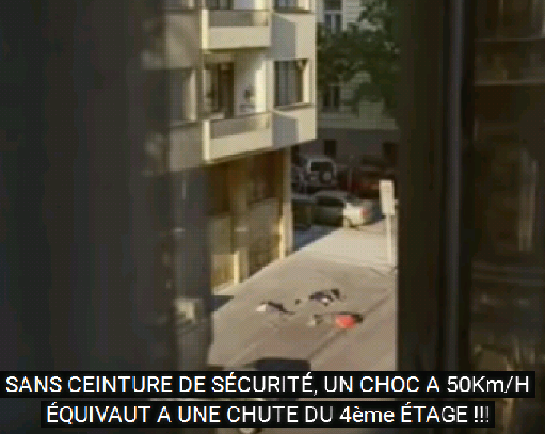 SANS CEINTURE DE SÉCURITÉ, UN CHOC A 50Km/H
ÉQUIVAUT A UNE CHUTE DU 4ème ÉTAGE !!!